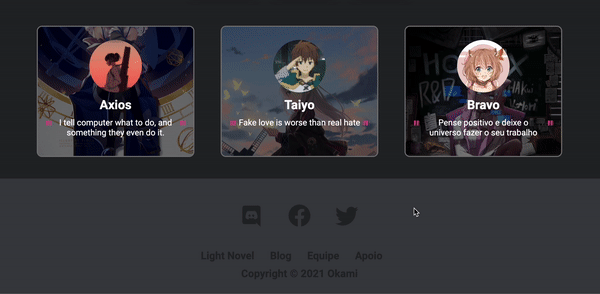 Axios
" I tell computer what to do, and "
something they even do it.
Taiyo
" Fake love is worse than real hate "
Bravo
" Pense positivo e deixe o "
universo fazer o seu trabalho
Light Novel Blog Equipe Apoio
Copyright © 2021 Okami